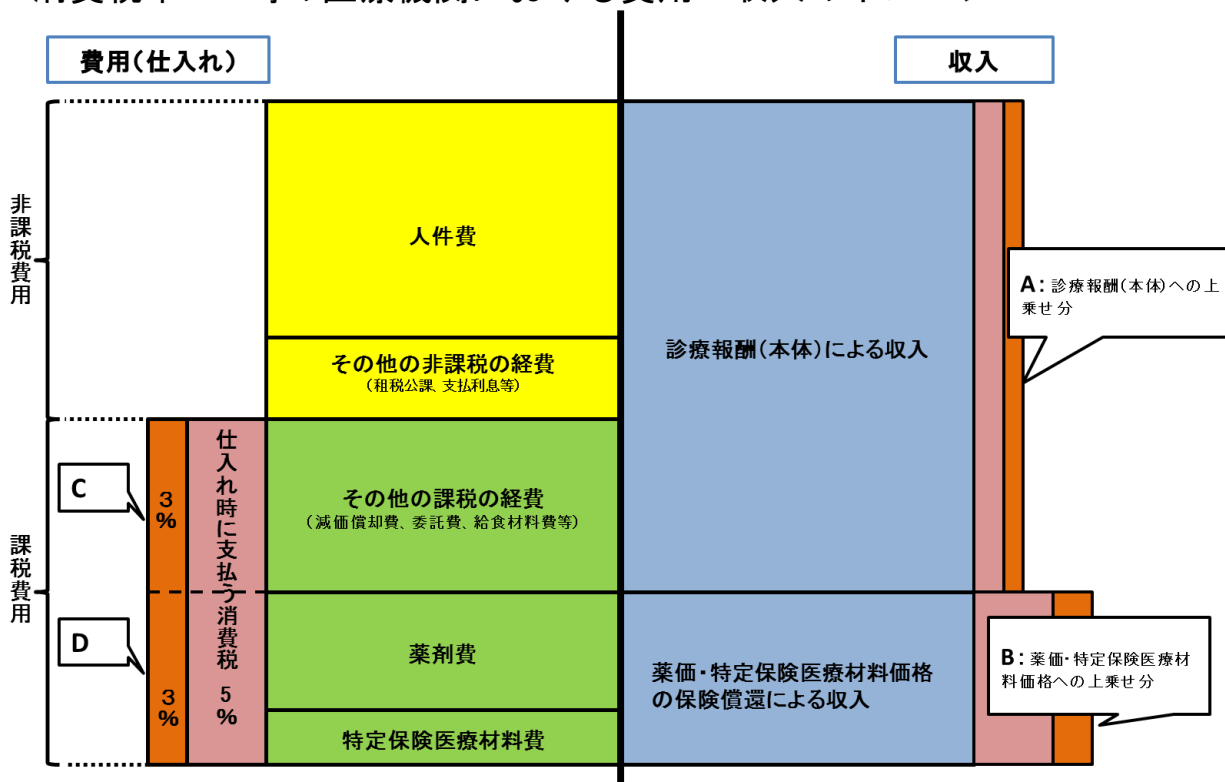 費用(仕入れ)
収入
非課税費用
人件費
その他の非課税の経費
(租税公課、支払利息等)
診療報酬(本体)による収入
A:診療報酬(本体)への上
乗せ分
課税費用
C
3
%
仕入れ時に支払う消費税 5%
その他の課税の経費
(減価償却費、委託費、給食材料費等)
D
3
%
薬剤費
特定保険医療材料費
薬価・特定保険医療材料価格
の保険償還による収入
B:薬価・特定保険医療材
料価格への上乗せ分